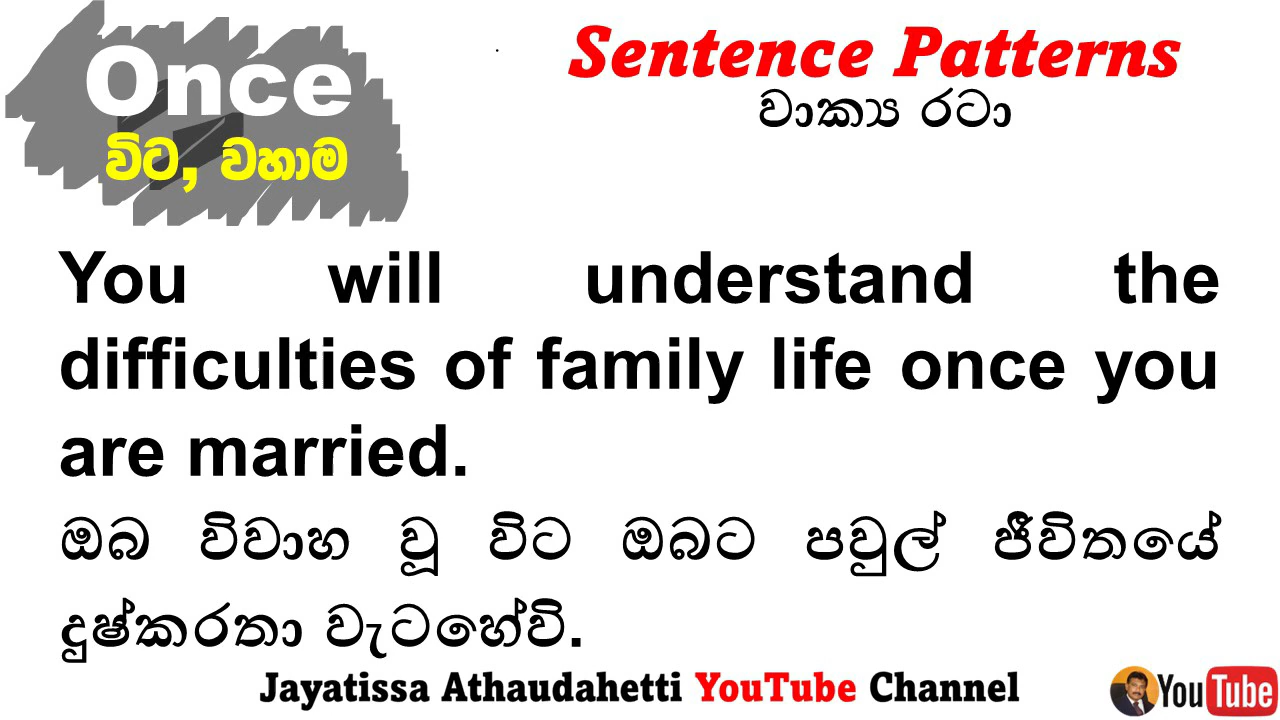 Once
විට, වහාම
Sentence Patterns
වාක්‍ය රටා
You will understand the
difficulties of family life once you
are married.
ඔබ විවාහ වූ විට ඔබට පවුල් ජීවිතයේ
දුෂ්කරතා වැටහේවි.
Jayatissa Athaudahetti YouTube Channel
YouTube